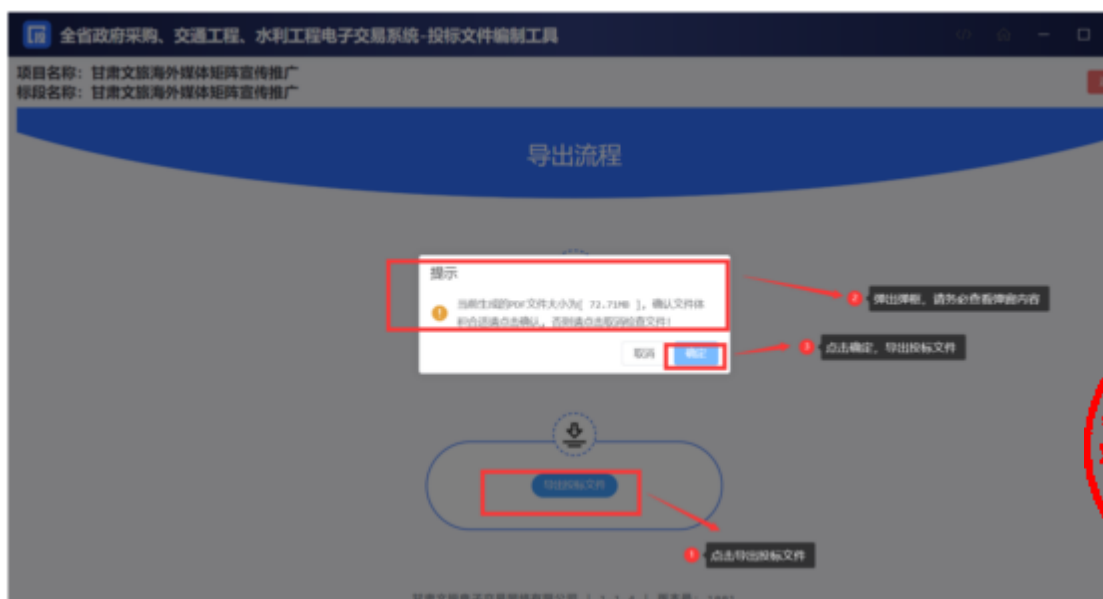 全省政府采购、交通工程、水利工程电子交易系统-投标文件编制工具
项目名称：甘肃文旅海外媒体矩阵宣传推广
标段名称：甘肃文旅海外媒体矩阵宣传推广
导出流程
提示
当前生成的PDF文件大小为[ 72.71MB ]，确认文件体
积合适请点击确认，否则请点击取消检查文件！
2 弹出弹框，请务必查看弹窗内容
取消 确定
3 点击确定，导出投标文件
导出投标文件
1 点击导出投标文件